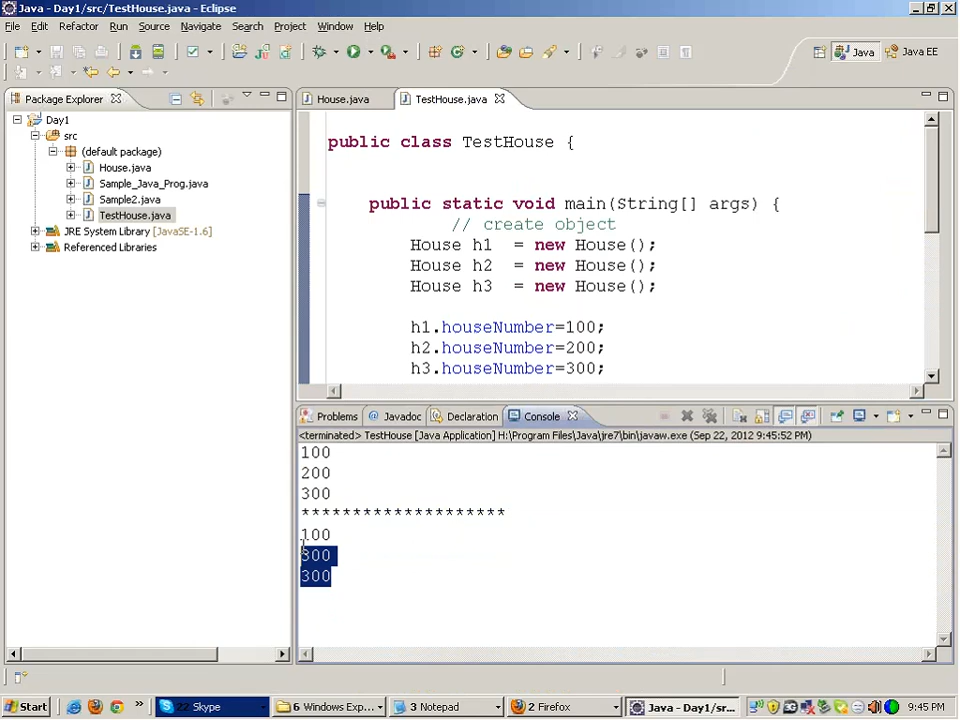 Java - Day1/src/TestHouse.java - Eclipse
File Edit Refactor Run Source Navigate Search Project Window Help
Java Java EE
Package Explorer
House.java TestHouse.java
Day1
src
(default package)
House.java
Sample_Java_Prog.java
Sample2.java
TestHouse.java
JRE System Library [JavaSE-1.6]
Referenced Libraries
public class TestHouse {
public static void main(String[] args) {
// create object
House h1 = new House();
House h2 = new House();
House h3 = new House();
h1.houseNumber=100;
h2.houseNumber=200;
h3.houseNumber=300;
Problems Javadoc Declaration Console
<terminated> TestHouse [Java Application] H:\Program Files\Java\jre7\bin\javaw.exe (Sep 22, 2012 9:45:52 PM)
100
200
300
********************
100
300
300
Start 22 Skype 6 Windows Exp... 3 Notepad 2 Firefox Java - Day1/sr... 9:45 PM